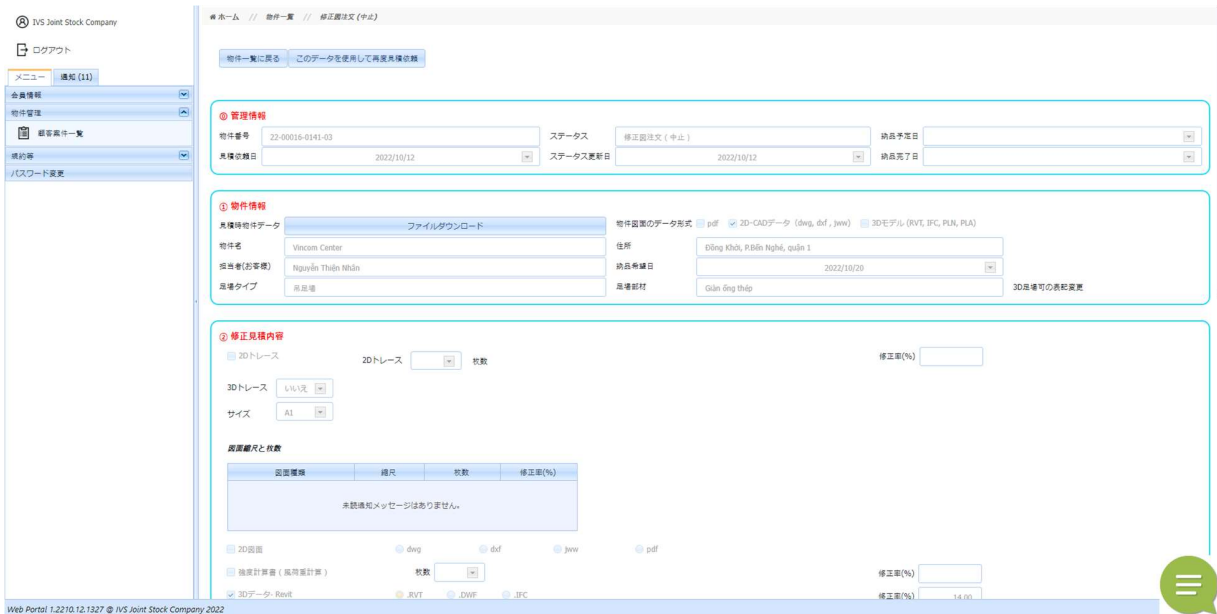 IVS Joint Stock Company
ログアウト
メニュー 通知 (11)
会員情報
物件管理
顧客案件一覧
規約等
パスワード変更
ホーム // 物件一覧 // 修正図注文 (中止)
物件一覧に戻る このデータを使用して再度見積依頼
⓪ 管理情報
物件番号 22-00016-0141-03 ステータス 修正図注文 ( 中止 ) 納品予定日
見積依頼日 2022/10/12 ステータス更新日 2022/10/12 納品完了日
① 物件情報
見積時物件データ ファイルダウンロード 物件図面のデータ形式 pdf 2D-CADデータ (dwg, dxf , jww) 3Dモデル (RVT, IFC, PLN, PLA)
物件名 Vincom Center 住所 Đồng Khởi, P.Bến Nghé, quận 1
担当者(お客様) Nguyễn Thiện Nhân 納品希望日 2022/10/20
足場タイプ 吊足場 足場部材 Giàn ống thép 3D足場可の表記変更
② 修正見積内容
2Dトレース 2Dトレース 枚数 修正率(%)
3Dトレース いいえ
サイズ A1
図面縮尺と枚数
図面種類 縮尺 枚数 修正率(%)
未読通知メッセージはありません。
2D図面 dwg dxf jww pdf
強度計算書 ( 風荷重計算 ) 枚数 修正率(%)
3Dデータ- Revit .RVT .DWF .IFC 修正率(%) 14.00
Web Portal 1.2210.12.1327 @ IVS Joint Stock Company 2022